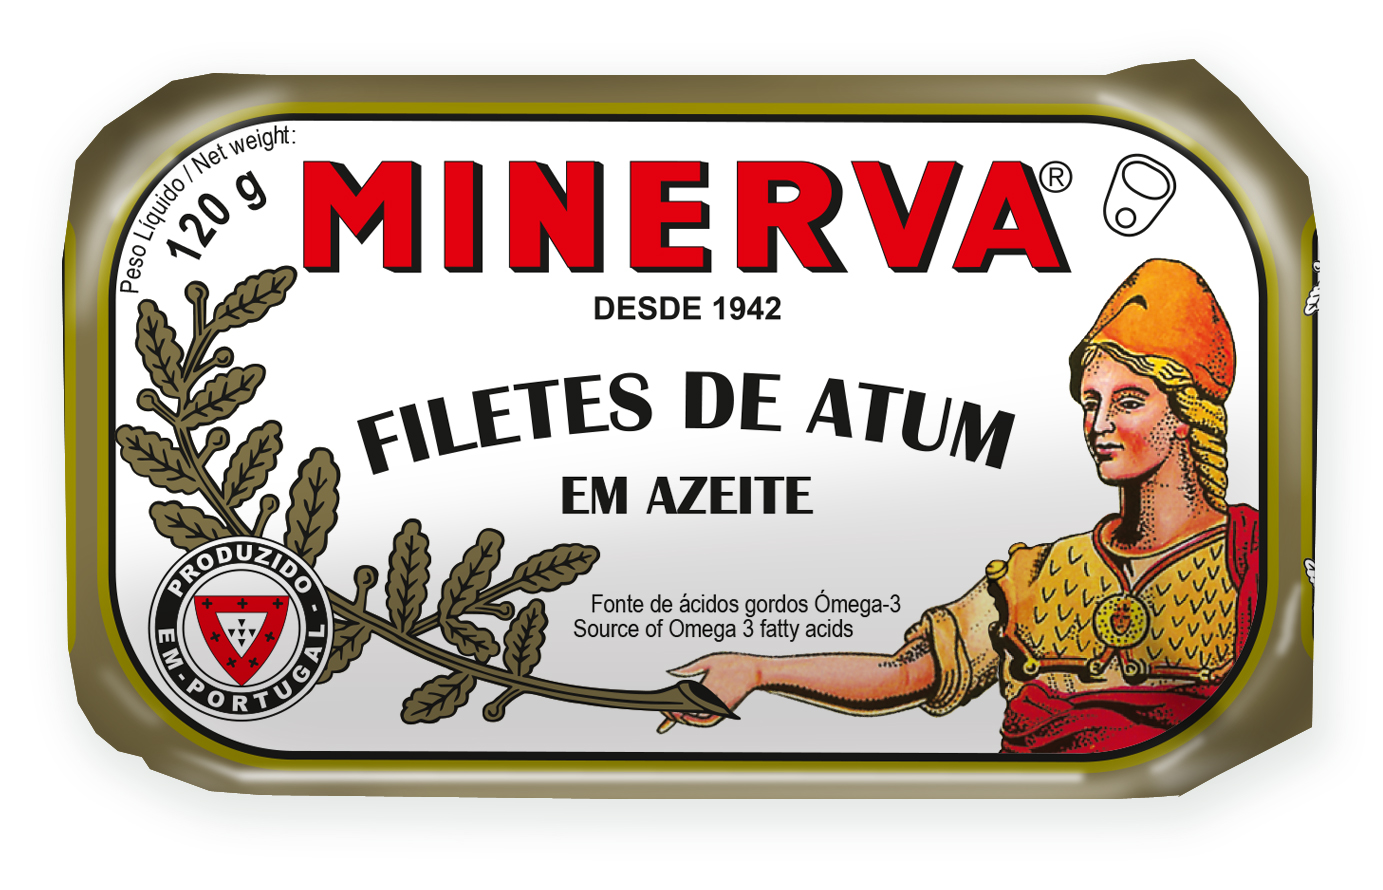 Peso Líquido / Net weight:
120 g
MINERVA®
DESDE 1942
FILETES DE ATUM
EM AZEITE
Fonte de ácidos gordos Ómega-3
Source of Omega 3 fatty acids
PRODUZIDO - EM-PORTUGAL